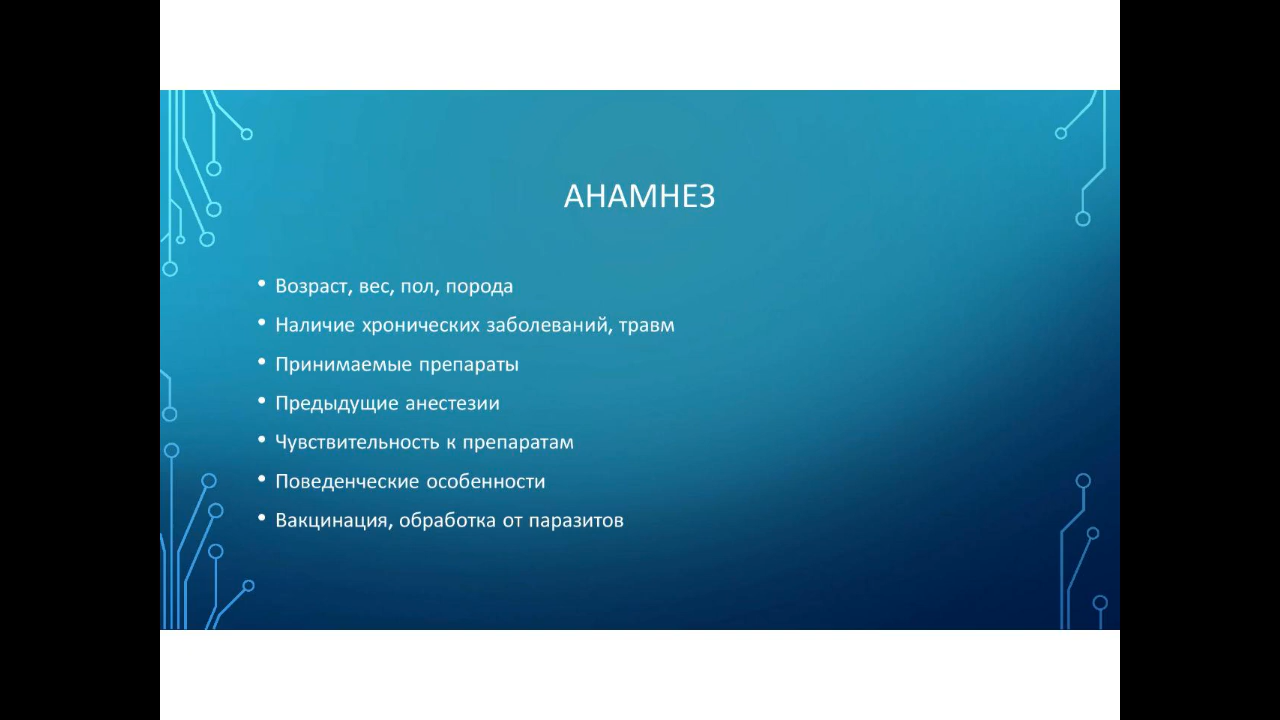 АНАМНЕЗ
• Возраст, вес, пол, порода
• Наличие хронических заболеваний, травм
• Принимаемые препараты
• Предыдущие анестезии
• Чувствительность к препаратам
• Поведенческие особенности
• Вакцинация, обработка от паразитов